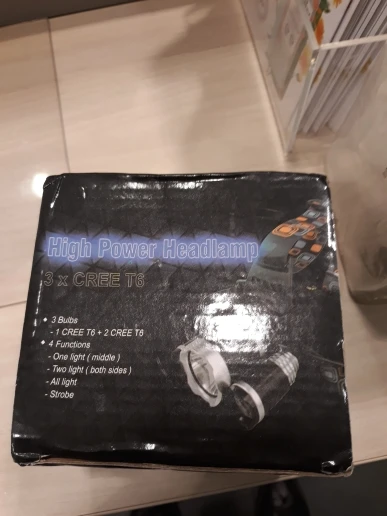 High Power Headlamp
3 x CREE T6
3 Bulbs
- 1 CREE T6 + 2 CREE T6
4 Functions
- One light ( middle )
- Two light ( both sides )
- All light
- Strobe